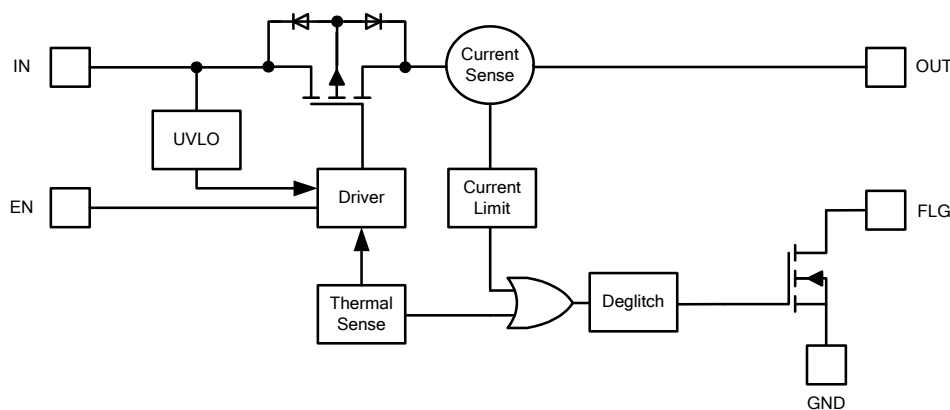 IN
Current
Sense
OUT
UVLO
EN
Driver
Current
Limit
FLG
Thermal
Sense
Deglitch
GND